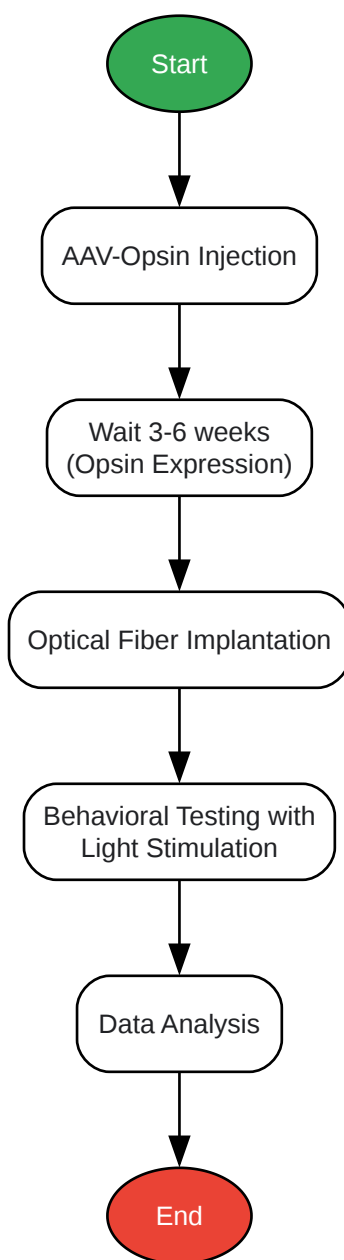 Start
AAV-Opsin Injection
Wait 3-6 weeks
(Opsin Expression)
Optical Fiber Implantation
Behavioral Testing with
Light Stimulation
Data Analysis
End